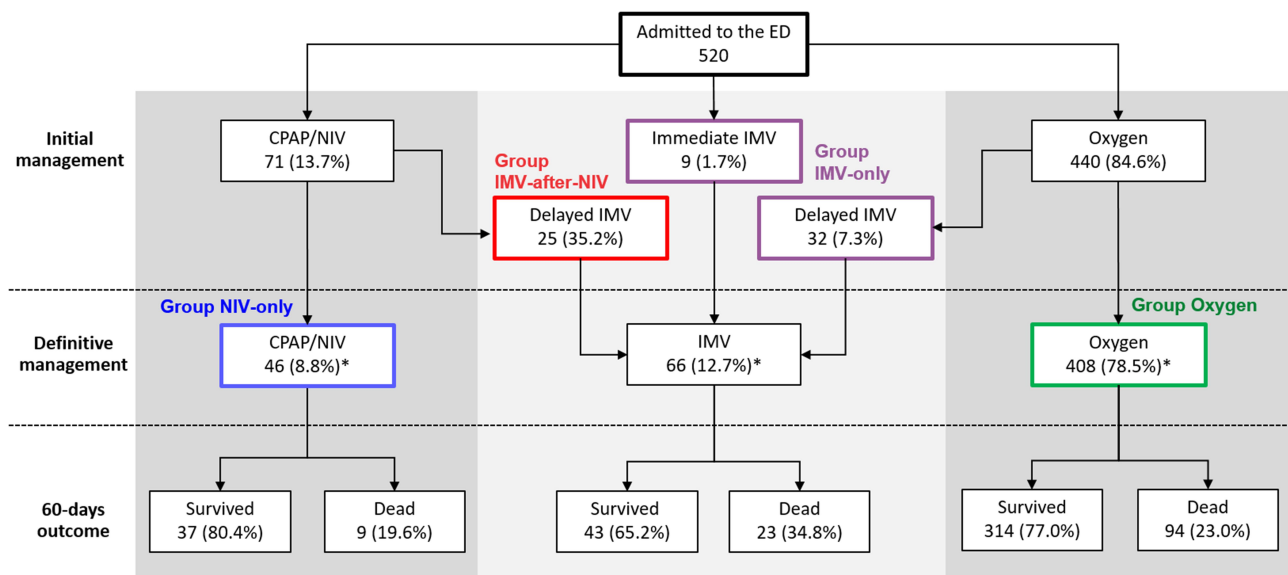 Admitted to the ED
520
Initial
management
CPAP/NIV
71 (13.7%)
Immediate IMV
9 (1.7%)
Oxygen
440 (84.6%)
Group
IMV-after-NIV
Group
IMV-only
Delayed IMV
25 (35.2%)
Delayed IMV
32 (7.3%)
Group NIV-only
Group Oxygen
Definitive
management
CPAP/NIV
46 (8.8%)*
IMV
66 (12.7%)*
Oxygen
408 (78.5%)*
60-days
outcome
Survived
37 (80.4%)
Dead
9 (19.6%)
Survived
43 (65.2%)
Dead
23 (34.8%)
Survived
314 (77.0%)
Dead
94 (23.0%)